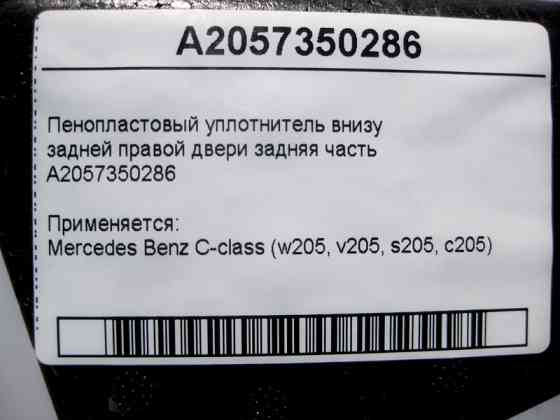 A2057350286
Пенопластовый уплотнитель внизу
задней правой двери задняя часть
A2057350286
Применяется:
Mercedes Benz C-class (w205, v205, s205, c205)